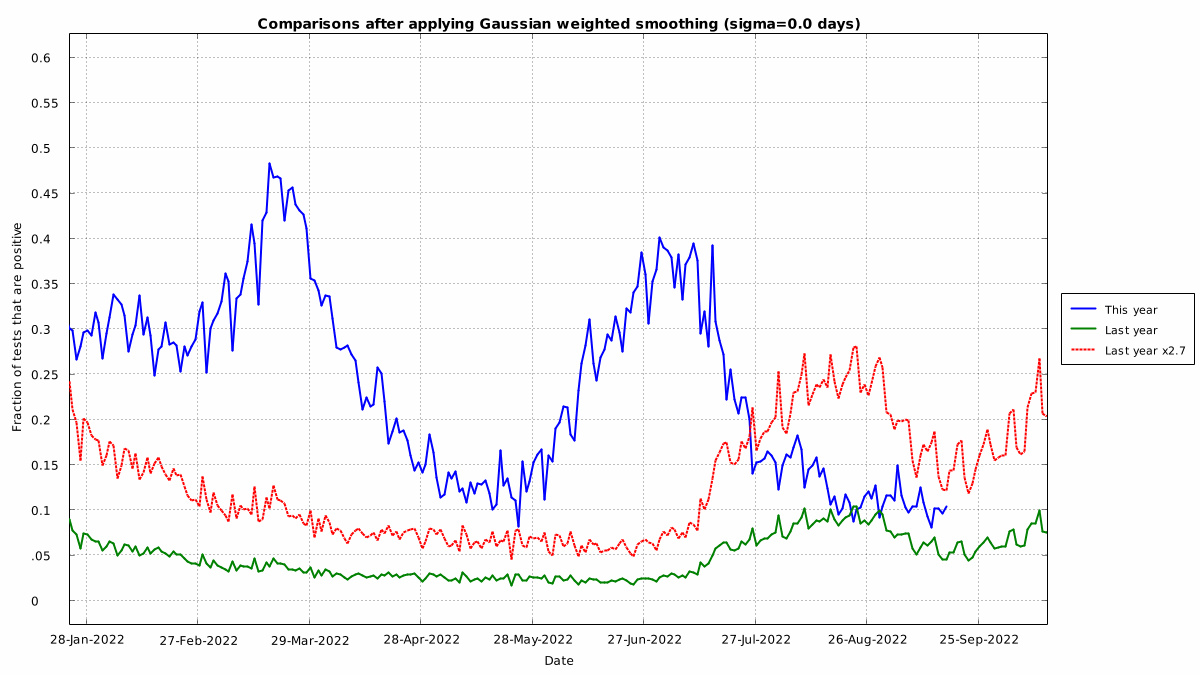 Comparisons after applying Gaussian weighted smoothing (sigma=0.0 days)
0.6
0.55
0.5
0.45
0.4
0.35
0.3
0.25
0.2
0.15
0.1
.05
0
Fraction of tests that are positive
28-Jan-2022 27-Feb-2022 29-Mar-2022 28-Apr-2022 28-May-2022 27-Jun-2022 27-Jul-2022 26-Aug-2022 25-Sep-2022
Date
This year
Last year
Last year x2.7